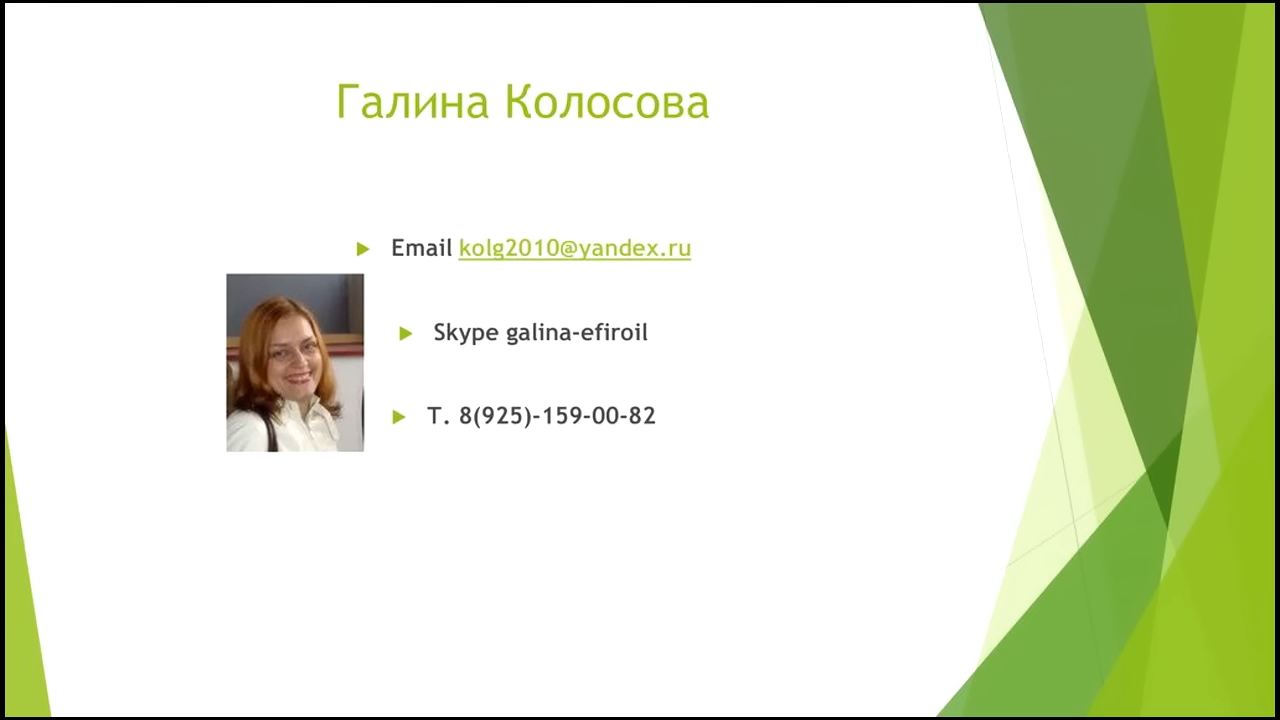 Галина Колосова
Email kolg2010@yandex.ru
Skype galina-efiroil
Т. 8(925)-159-00-82